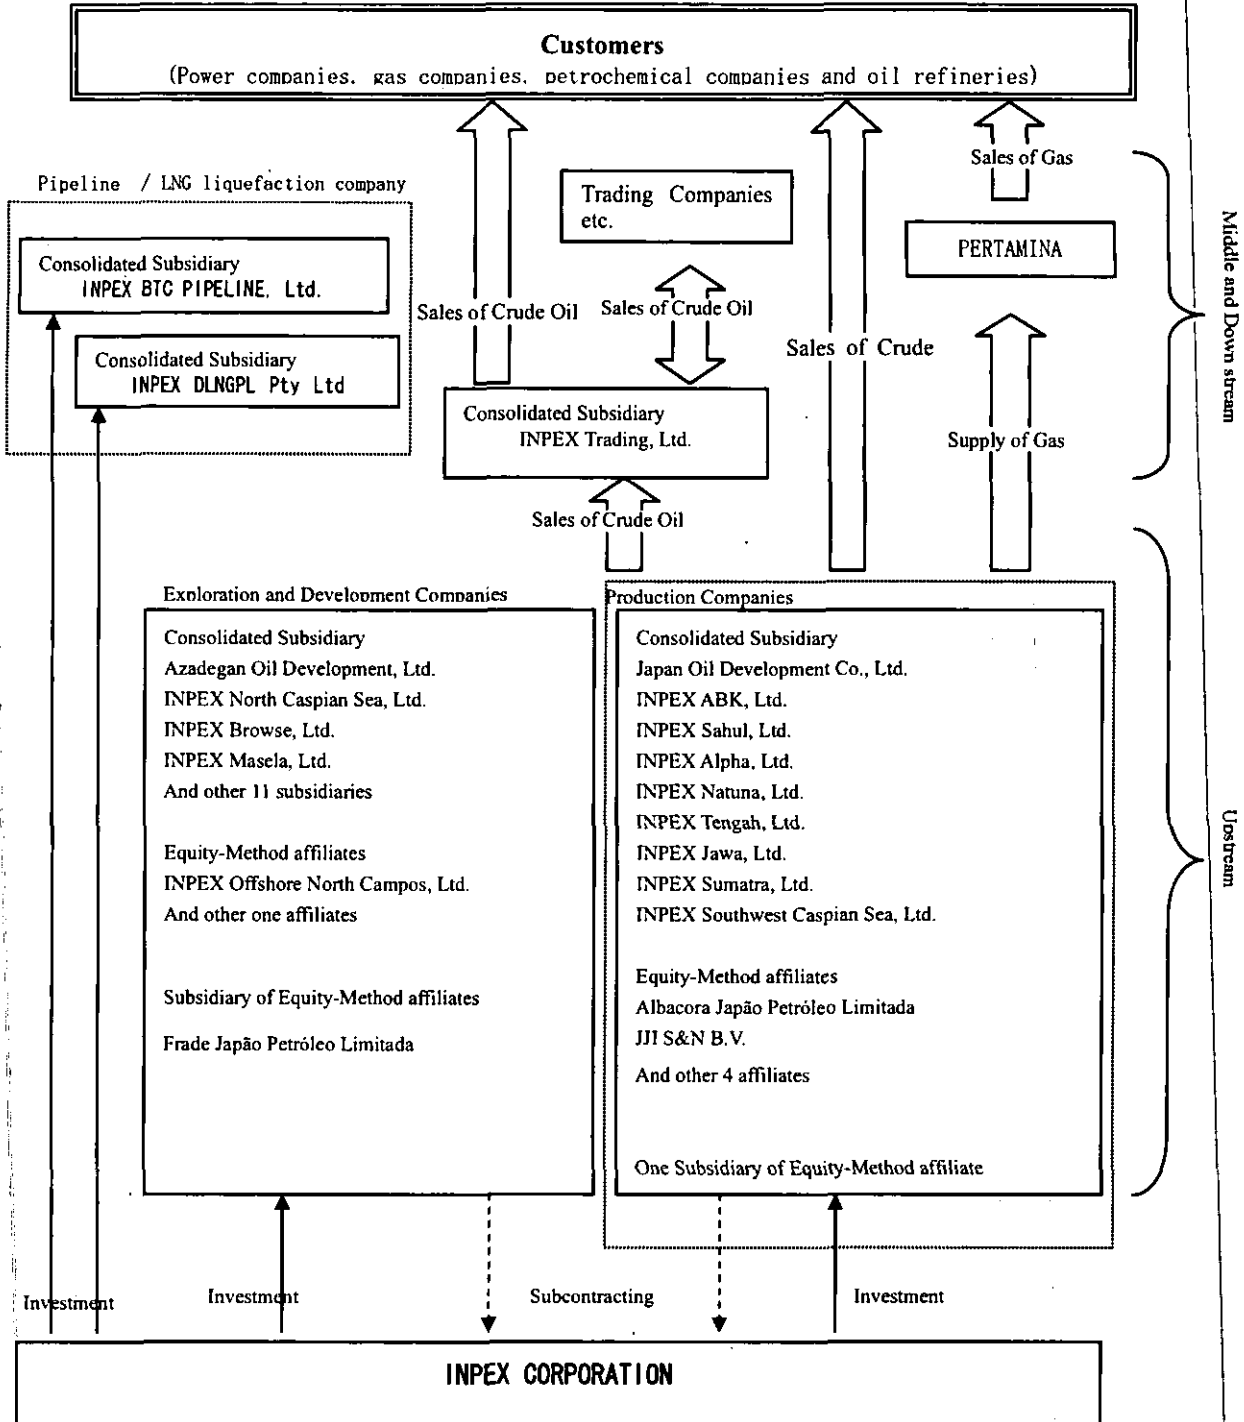 Customers
(Power companies, gas companies, petrochemical companies and oil refineries)
Sales of Gas
Pipeline / LNG liquefaction company
Trading Companies
etc.
PERTAMINA
Consolidated Subsidiary
INPEX BTC PIPELINE, Ltd.
Sales of Crude Oil
Sales of Crude Oil
Sales of Crude
Consolidated Subsidiary
INPEX DLNGPL Pty Ltd
Consolidated Subsidiary
INPEX Trading, Ltd.
Supply of Gas
Middle and Down stream
Sales of Crude Oil
Exploration and Development Companies
Consolidated Subsidiary
Azadegan Oil Development, Ltd.
INPEX North Caspian Sea, Ltd.
INPEX Browse, Ltd.
INPEX Masela, Ltd.
And other 11 subsidiaries
Equity-Method affiliates
INPEX Offshore North Campos, Ltd.
And other one affiliates
Subsidiary of Equity-Method affiliates
Frade Japão Petróleo Limitada
Production Companies
Consolidated Subsidiary
Japan Oil Development Co., Ltd.
INPEX ABK, Ltd.
INPEX Sahul, Ltd.
INPEX Alpha, Ltd.
INPEX Natuna, Ltd.
INPEX Tengah, Ltd.
INPEX Jawa, Ltd.
INPEX Sumatra, Ltd.
INPEX Southwest Caspian Sea, Ltd.
Equity-Method affiliates
Albacora Japão Petróleo Limitada
JJI S&N B.V.
And other 4 affiliates
One Subsidiary of Equity-Method affiliate
Upstream
Investment
Investment
Subcontracting
Investment
INPEX CORPORATION